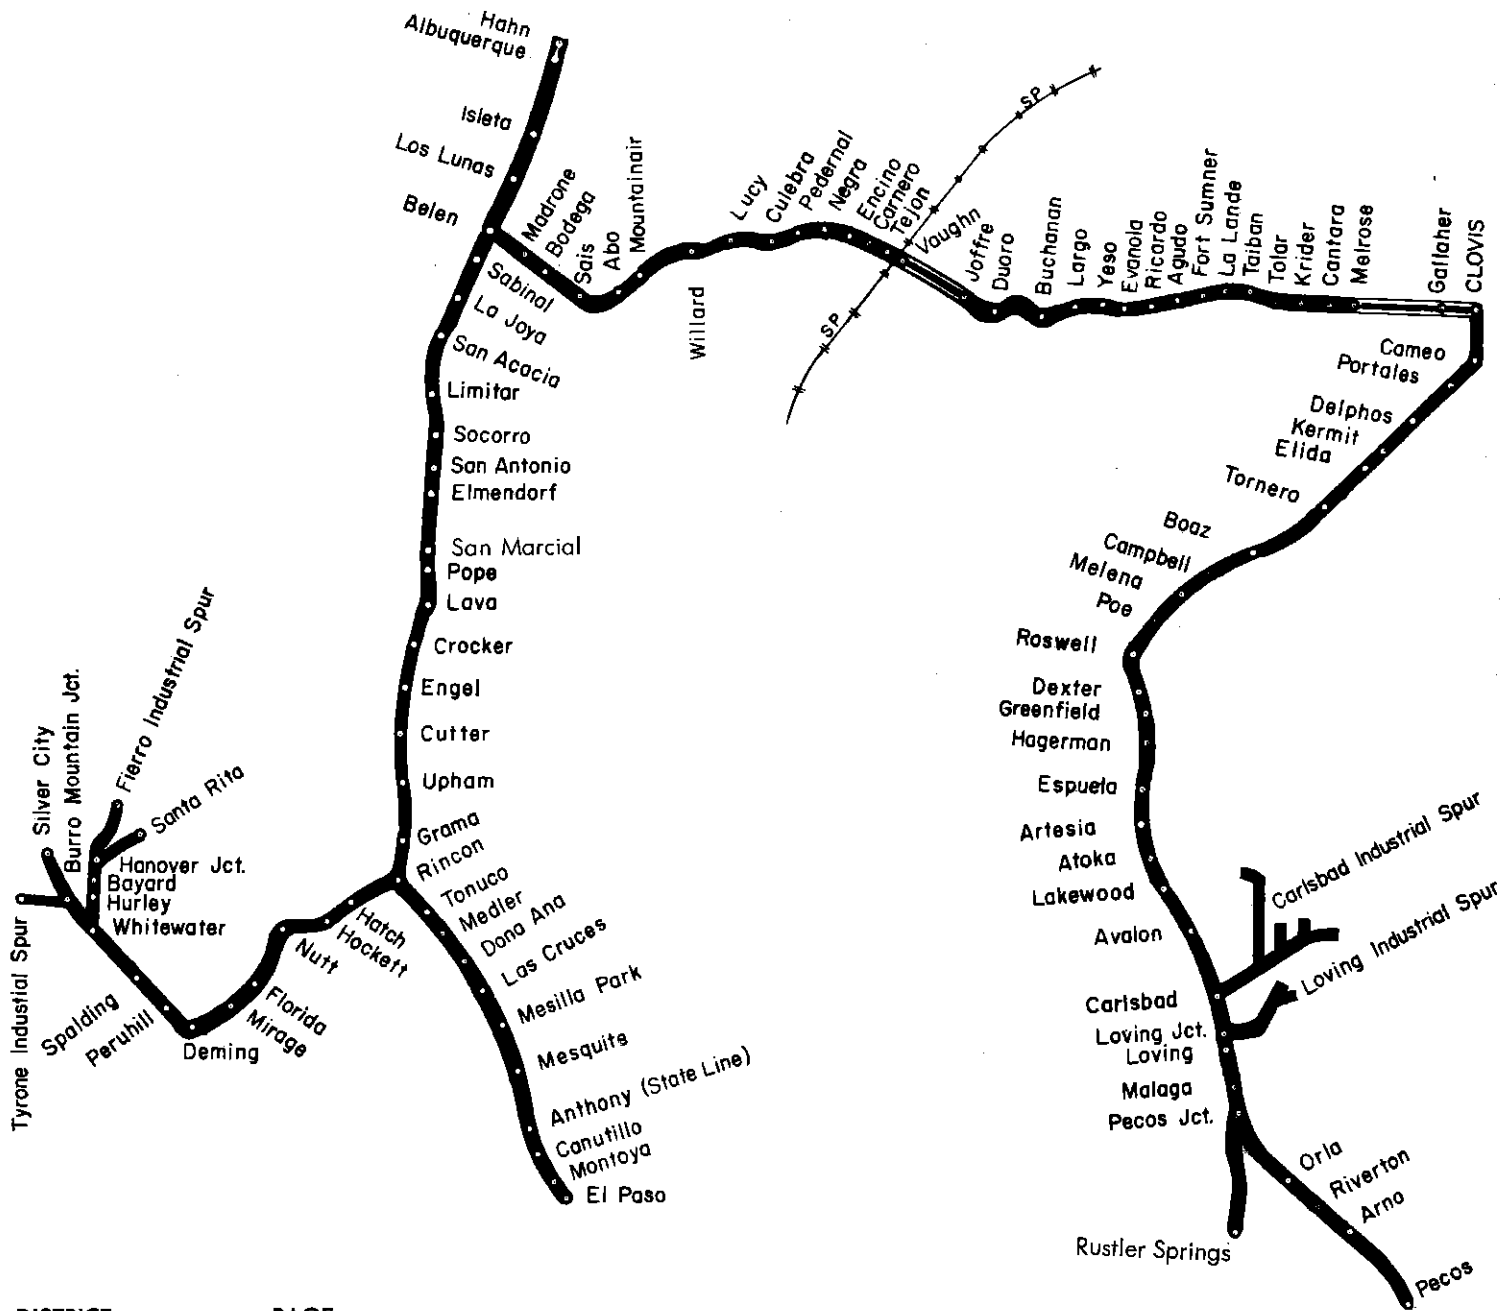 Hahn
Albuquerque
Isleta
Los Lunas
Belen
Madrone
Bodega
Sais
Abo
Mountainair
Willard
Lucy
Culebra
Pedernal
Negra
Encino
Carnero
Tejon
Vaughn
SP
SP
Joffre
Duoro
Buchanan
Largo
Yeso
Evanola
Ricardo
Agudo
Fort Sumner
La Lande
Taiban
Tolar
Krider
Cantara
Melrose
Gallaher
CLOVIS
Cameo
Portales
Delphos
Kermit
Elida
Tornero
Boaz
Campbell
Melena
Poe
Roswell
Dexter
Greenfield
Hagerman
Espuela
Artesia
Atoka
Lakewood
Avalon
Carlsbad Industrial Spur
Carlsbad
Loving Industrial Spur
Loving Jct.
Loving
Malaga
Pecos Jct.
Orla
Riverton
Arno
Pecos
Rustler Springs
Sabinal
La Joya
San Acacia
Limitar
Socorro
San Antonio
Elmendorf
San Marcial
Pope
Lava
Crocker
Engel
Cutter
Upham
Grama
Rincon
Tonuco
Medler
Dona Ana
Las Cruces
Mesilla Park
Mesquite
Anthony (State Line)
Canutillo
Montoya
El Paso
Hatch
Hockett
Nutt
Florida
Mirage
Deming
Peruhill
Spalding
Whitewater
Hurley
Bayard
Hanover Jct.
Santa Rita
Fierro Industrial Spur
Burro Mountain Jct.
Silver City
Tyrone Industial Spur